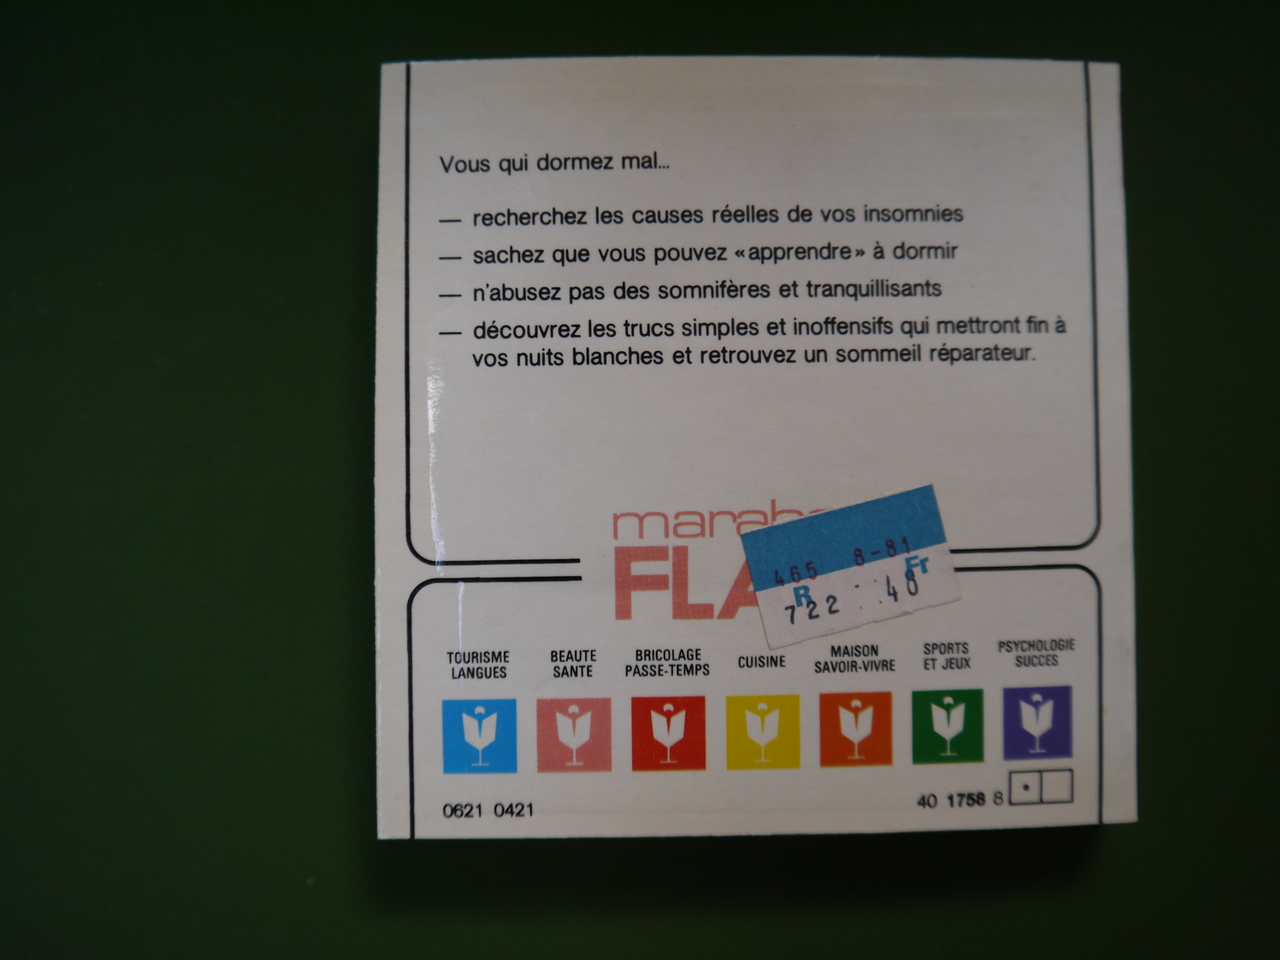 Vous qui dormez mal...
— recherchez les causes réelles de vos insomnies
— sachez que vous pouvez «apprendre» à dormir
— n'abusez pas des somnifères et tranquillisants
— découvrez les trucs simples et inoffensifs qui mettront fin à
vos nuits blanches et retrouvez un sommeil réparateur.
465 8-81
R Fr
722 40
TOURISME
LANGUES
BEAUTE
SANTE
BRICOLAGE
PASSE-TEMPS
CUISINE
MAISON
SAVOIR-VIVRE
SPORTS
ET JEUX
PSYCHOLOGIE
SUCCES
0621 0421
40 1758 8